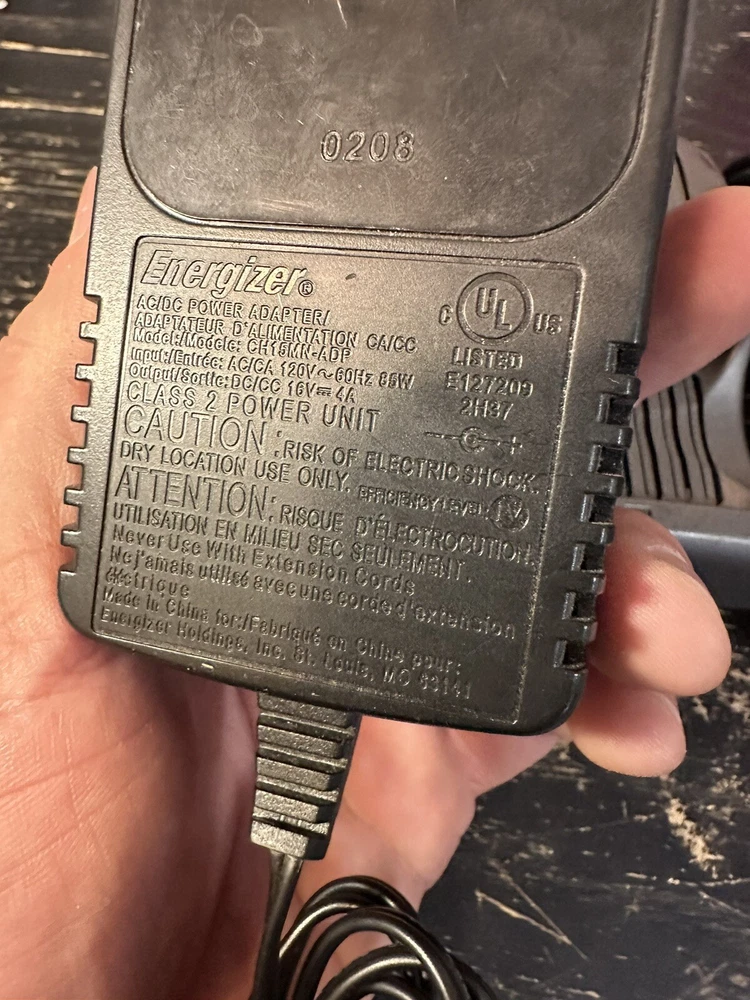 0208
Energizer®
AC/DC POWER ADAPTER/
ADAPTATEUR D'ALIMENTATION CA/CC
Model/Modele: CH15MN-ADP
Input/Entrée: AC/CA 120V~60Hz 85W
Output/Sortie: DC/CC 16V⎓4A
CLASS 2 POWER UNIT
C UL US
LISTED
E127209
2H37
CAUTION: RISK OF ELECTRIC SHOCK.
DRY LOCATION USE ONLY. EFFICIENCY LEVEL: IV
ATTENTION: RISQUE D'ÉLECTROCUTION.
UTILISATION EN MILIEU SEC SEULEMENT.
Never Use With Extension Cords
Ne j'amais utilisé avec une corde d'extension
éléctrique
Made in China for:/Fabriqué en Chine pour:
Energizer Holdings, Inc. St. Louis, MO 63141